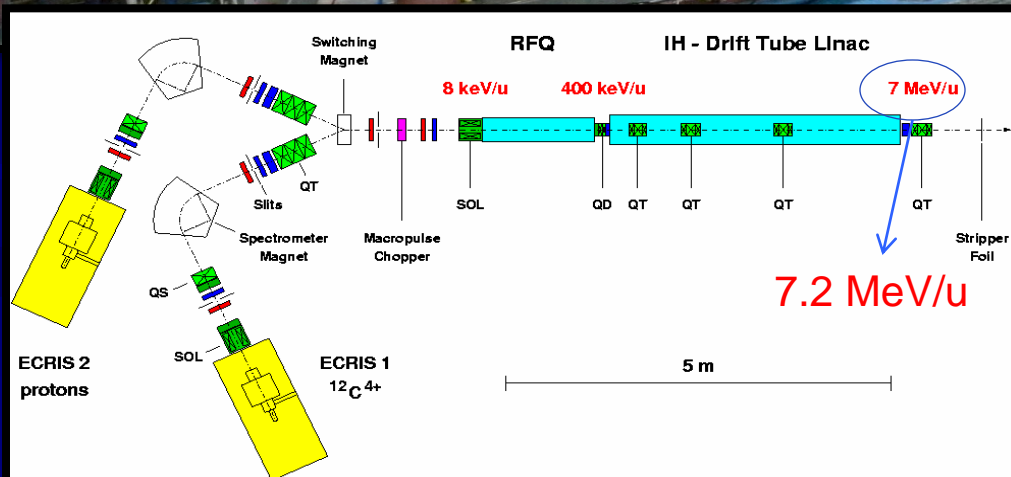 Switching
Magnet
RFQ
IH - Drift Tube Linac
8 keV/u
400 keV/u
7 MeV/u
QT
Slits
SOL
QD
QT
QT
QT
QT
Spectrometer
Magnet
Macropulse
Chopper
Stripper
Foil
7.2 MeV/u
QS
SOL
ECRIS 2
protons
ECRIS 1
¹²C⁴⁺
5 m